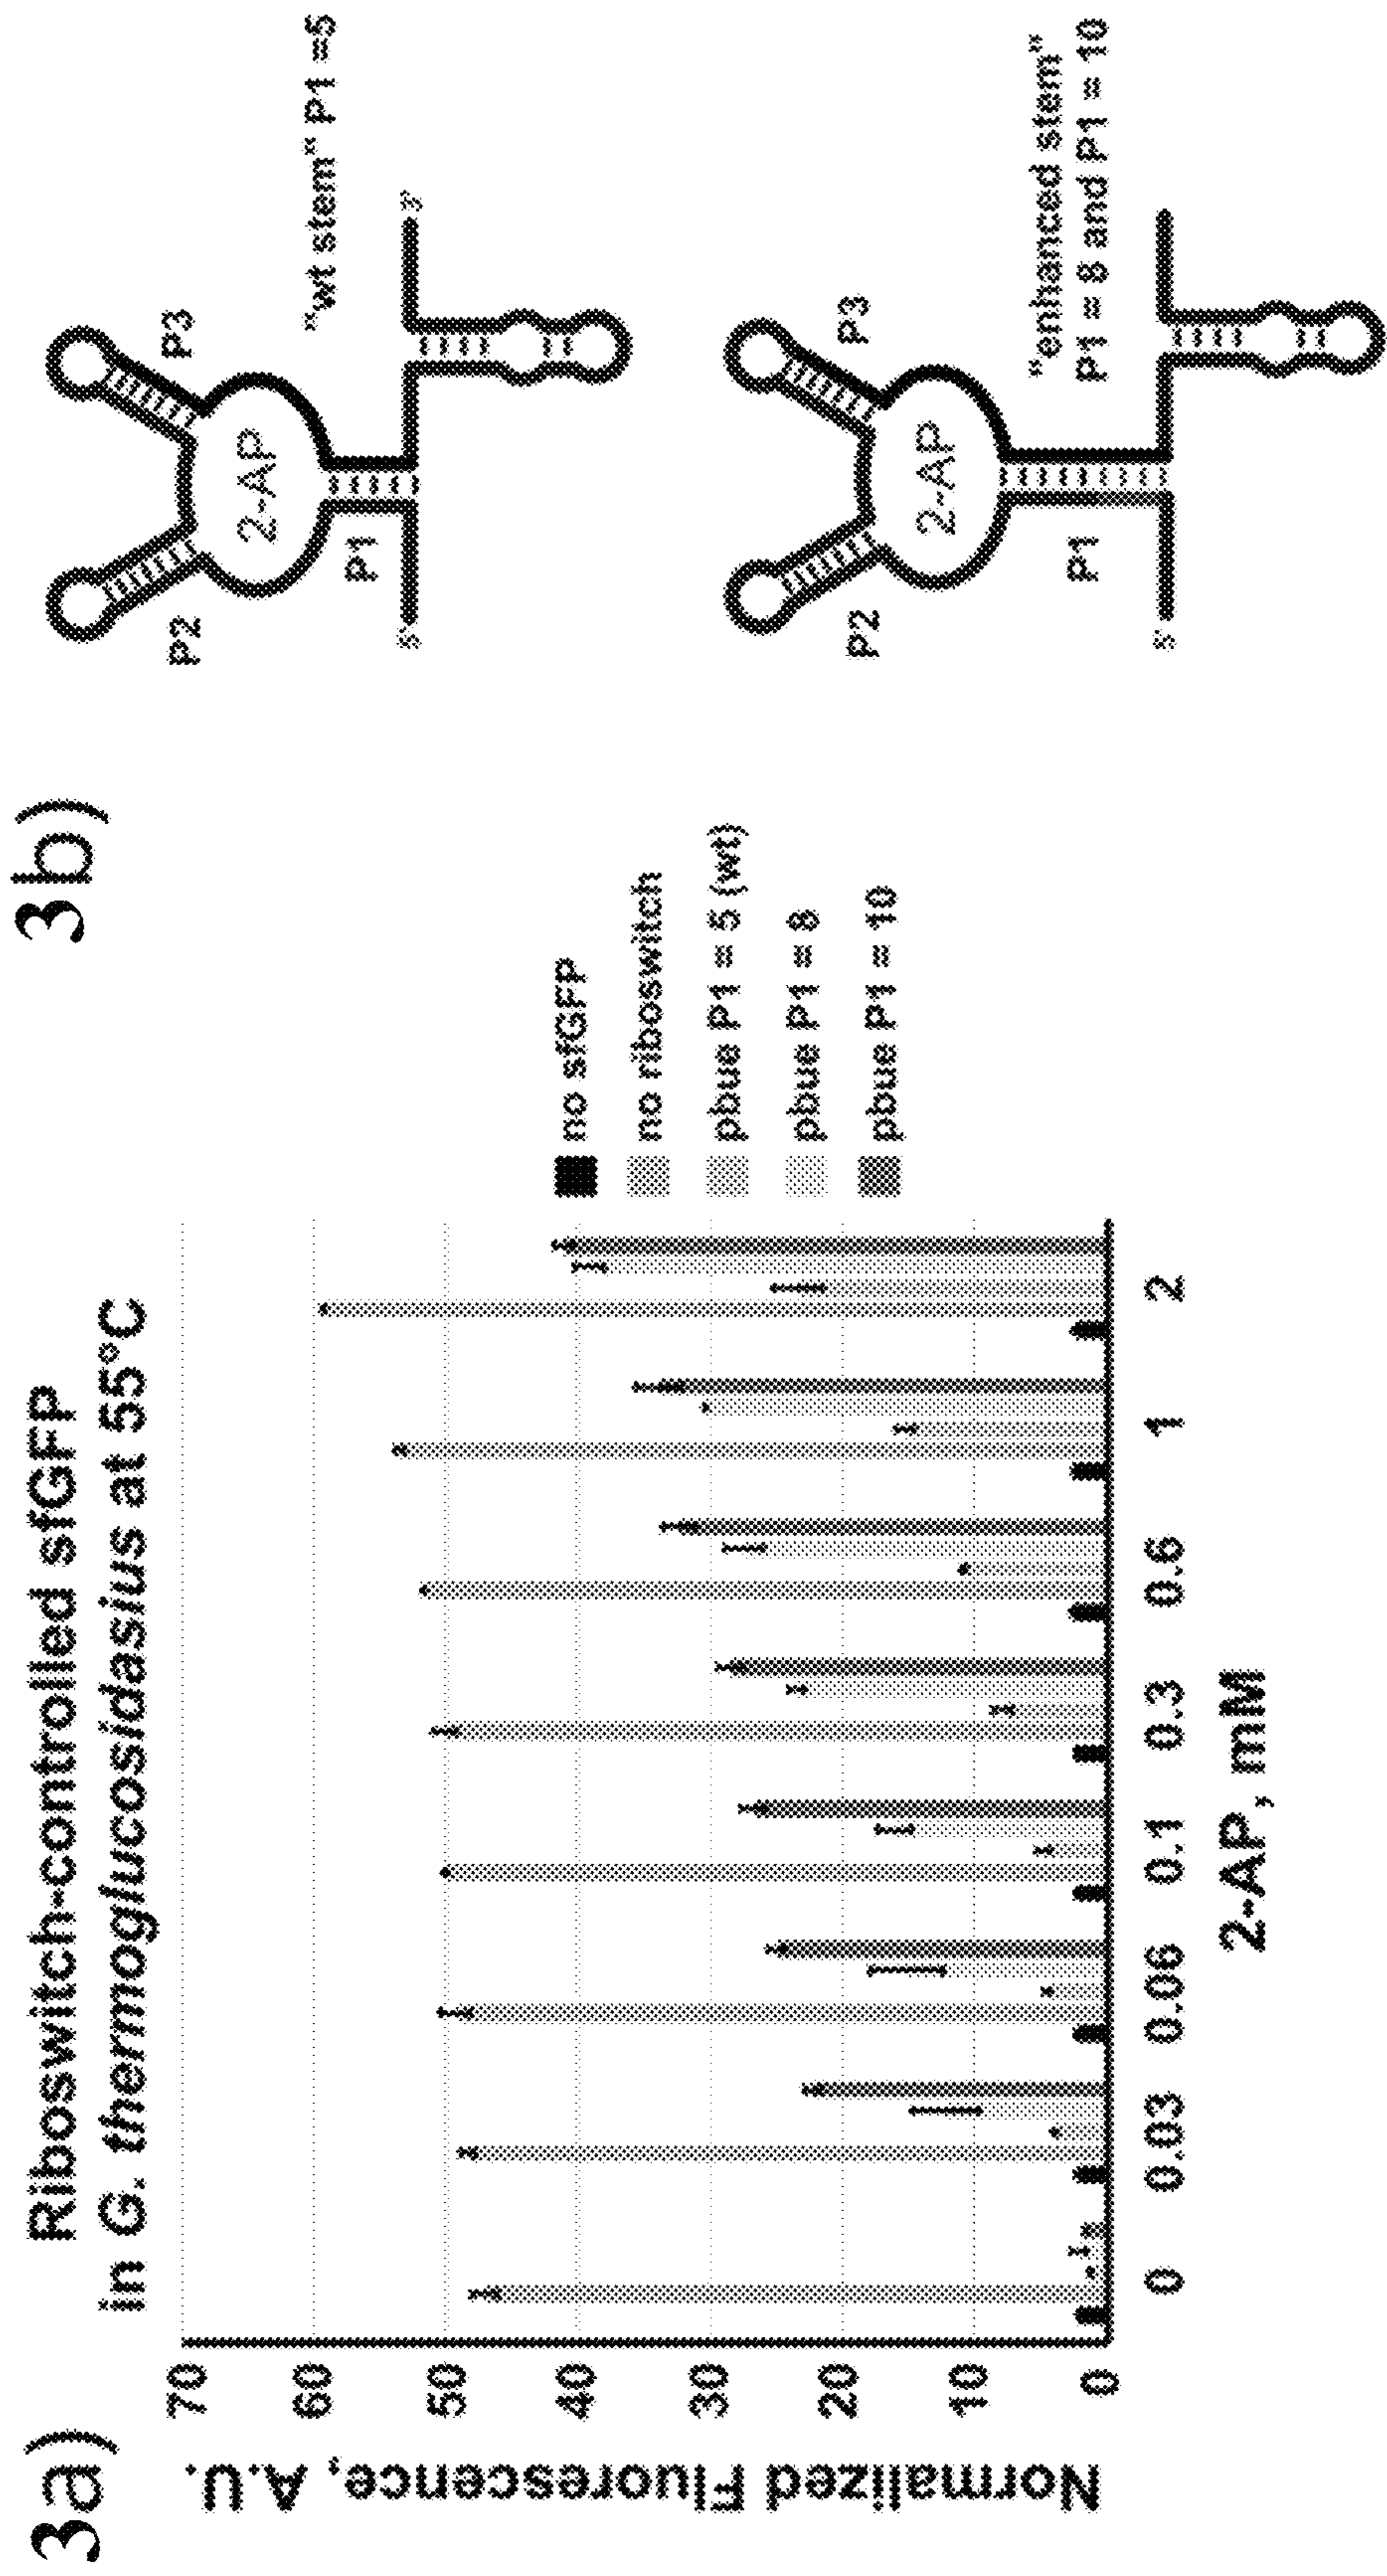 3a)
Riboswitch-controlled sfGFP
in G. thermoglucosidasius at 55°C
Normalized Fluorescence, A.U.
70
60
50
40
30
20
10
0
0 0.03 0.06 0.1 0.3 0.6 1 2
2-AP, mM
no sfGFP
no riboswitch
pbue P1 = 5 (wt)
pbue P1 = 8
pbue P1 = 10
3b)
P2
P3
2-AP
P1
"wt stem" P1 =5
5'
3'
P2
P3
2-AP
P1
"enhanced stem"
P1 = 8 and P1 = 10
5'